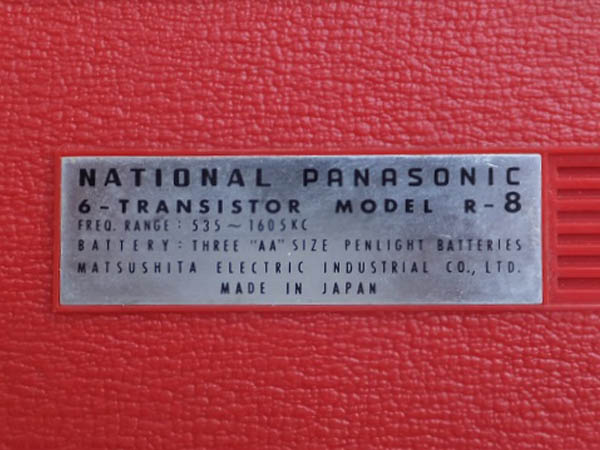 NATIONAL PANASONIC
6-TRANSISTOR MODEL R-8
FREQ. RANGE: 535~1605KC
BATTERY: THREE "AA" SIZE PENLIGHT BATTERIES
MATSUSHITA ELECTRIC INDUSTRIAL CO., LTD.
MADE IN JAPAN